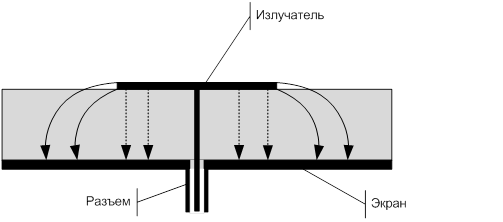 Излучатель
Разъем
Экран